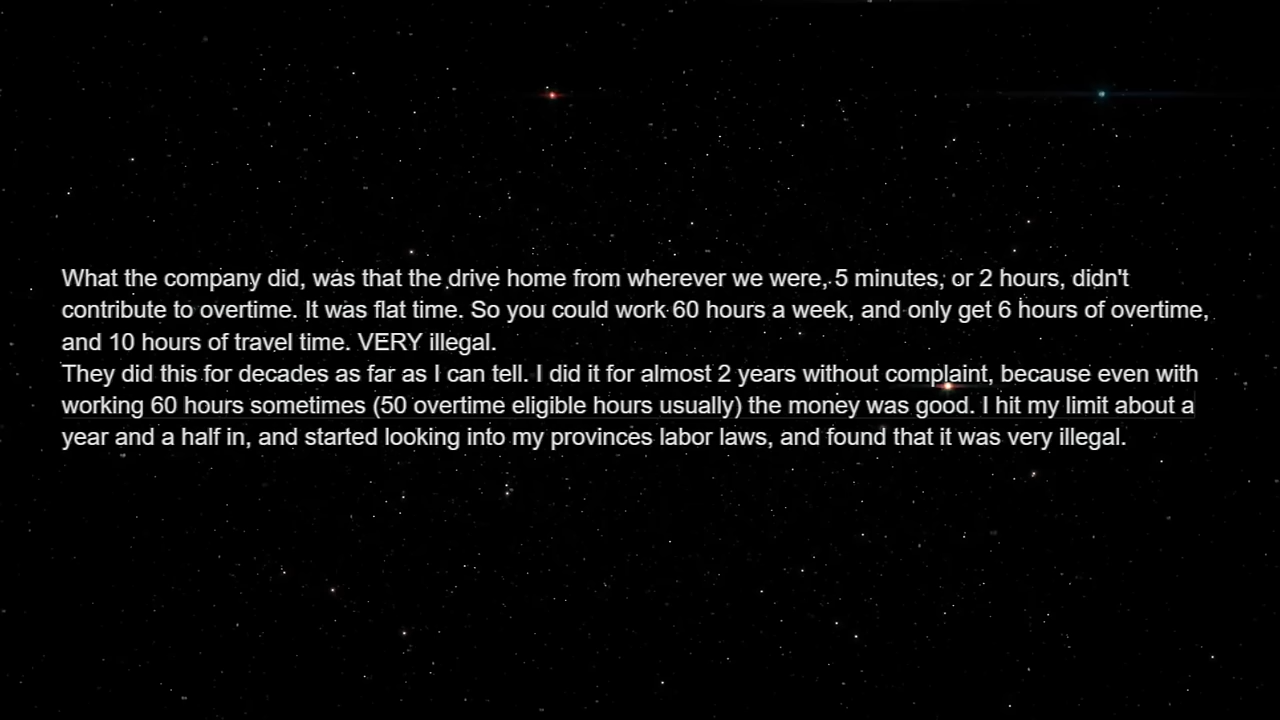 What the company did, was that the drive home from wherever we were, 5 minutes, or 2 hours, didn't
contribute to overtime. It was flat time. So you could work 60 hours a week, and only get 6 hours of overtime,
and 10 hours of travel time. VERY illegal.
They did this for decades as far as I can tell. I did it for almost 2 years without complaint, because even with
working 60 hours sometimes (50 overtime eligible hours usually) the money was good. I hit my limit about a
year and a half in, and started looking into my provinces labor laws, and found that it was very illegal.